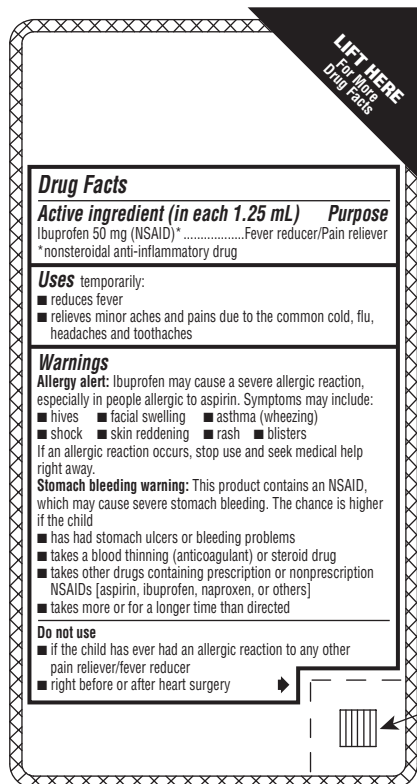 LIFT HERE
For More
Drug Facts
Drug Facts
Active ingredient (in each 1.25 mL) Purpose
Ibuprofen 50 mg (NSAID)* ..................Fever reducer/Pain reliever
*nonsteroidal anti-inflammatory drug
Uses temporarily:
■ reduces fever
■ relieves minor aches and pains due to the common cold, flu,
headaches and toothaches
Warnings
Allergy alert: Ibuprofen may cause a severe allergic reaction,
especially in people allergic to aspirin. Symptoms may include:
■ hives ■ facial swelling ■ asthma (wheezing)
■ shock ■ skin reddening ■ rash ■ blisters
If an allergic reaction occurs, stop use and seek medical help
right away.
Stomach bleeding warning: This product contains an NSAID,
which may cause severe stomach bleeding. The chance is higher
if the child
■ has had stomach ulcers or bleeding problems
■ takes a blood thinning (anticoagulant) or steroid drug
■ takes other drugs containing prescription or nonprescription
NSAIDs [aspirin, ibuprofen, naproxen, or others]
■ takes more or for a longer time than directed
Do not use
■ if the child has ever had an allergic reaction to any other
pain reliever/fever reducer
■ right before or after heart surgery